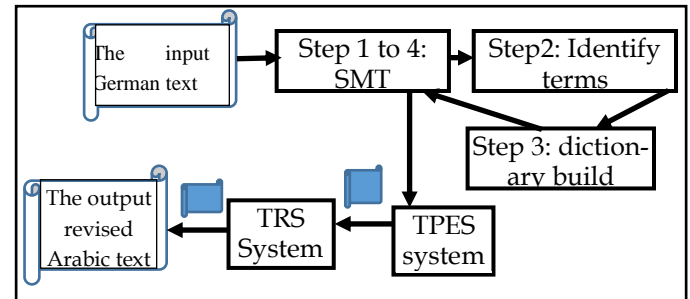 The input
German text
Step 1 to 4:
SMT
Step2: Identify
terms
Step 3: diction-
ary build
TPES
system
TRS
System
The output
revised
Arabic text